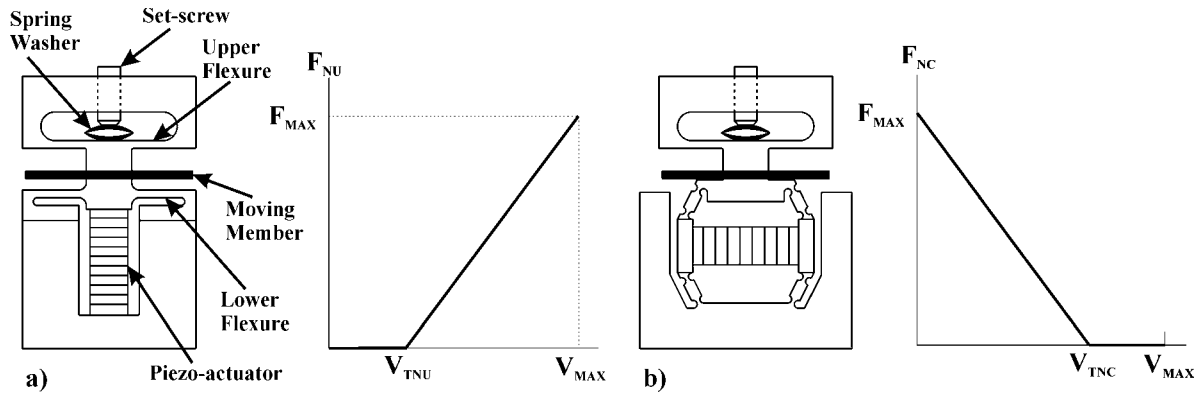 Spring
Washer
Set-screw
Upper
Flexure
Moving
Member
Lower
Flexure
Piezo-actuator
a)
F_NU
F_MAX
V_TNU
V_MAX
b)
F_NC
F_MAX
V_TNC
V_MAX